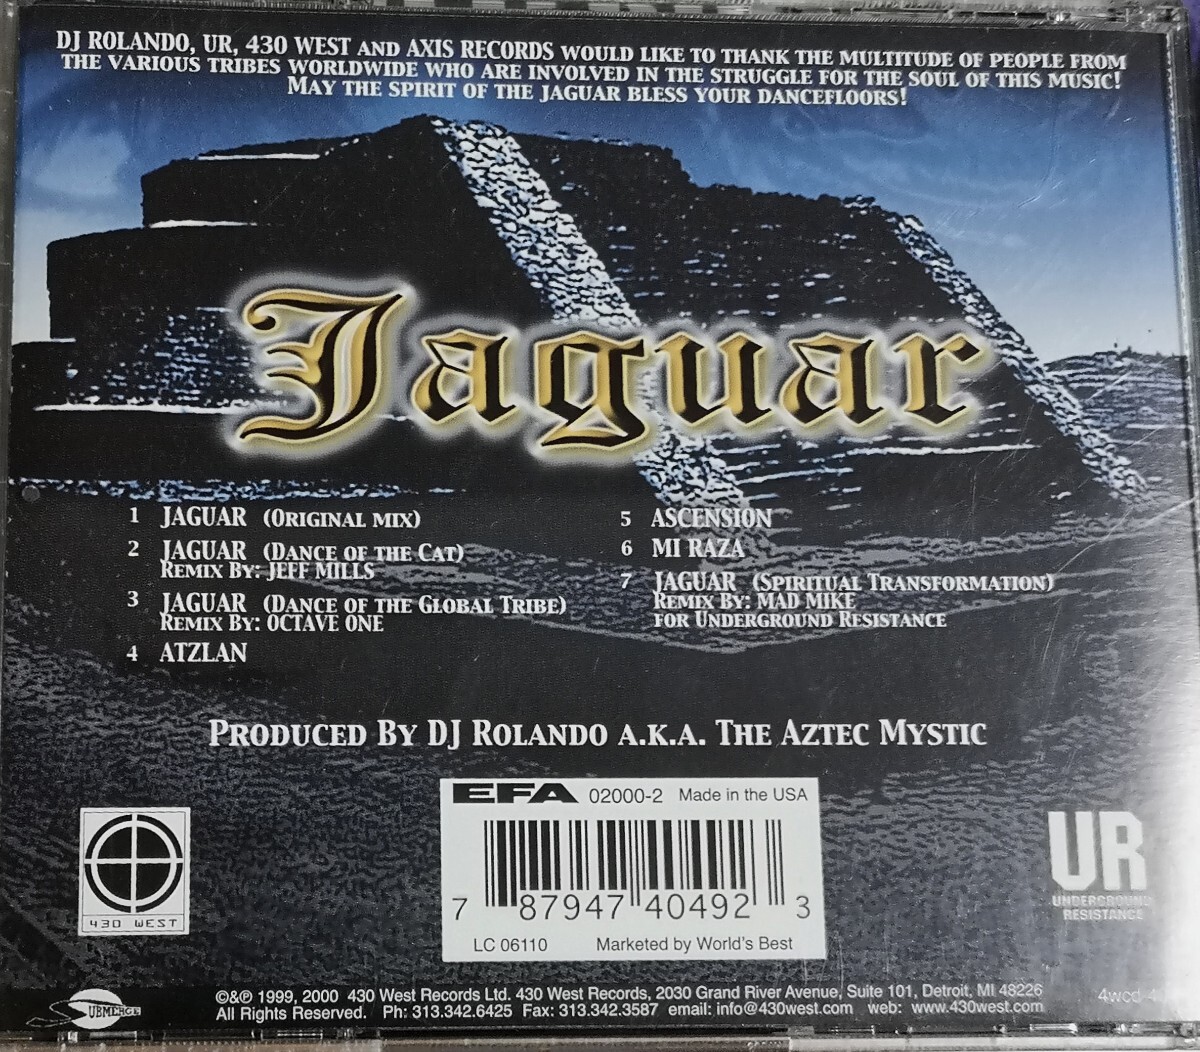 DJ ROLANDO, UR, 430 WEST AND AXIS RECORDS WOULD LIKE TO THANK THE MULTITUDE OF PEOPLE FROM
THE VARIOUS TRIBES WORLDWIDE WHO ARE INVOLVED IN THE STRUGGLE FOR THE SOUL OF THIS MUSIC!
MAY THE SPIRIT OF THE JAGUAR BLESS YOUR DANCEFLOORS!
Jaguar
1 JAGUAR (ORIGINAL MIX)
2 JAGUAR (DANCE OF THE CAT)
REMIX BY: JEFF MILLS
3 JAGUAR (DANCE OF THE GLOBAL TRIBE)
REMIX BY: OCTAVE ONE
4 ATZLAN
5 ASCENSION
6 MI RAZA
7 JAGUAR (SPIRITUAL TRANSFORMATION)
REMIX BY: MAD MIKE
FOR UNDERGROUND RESISTANCE
PRODUCED BY DJ ROLANDO A.K.A. THE AZTEC MYSTIC
EFA 02000-2 Made in the USA
7 87947 40492 3
LC 06110 Marketed by World's Best
430 WEST
UR
UNDERGROUND
RESISTANCE
SUBMERGE
©&℗ 1999, 2000 430 West Records Ltd. 430 West Records, 2030 Grand River Avenue, Suite 101, Detroit, MI 48226
All Rights Reserved. Ph: 313.342.6425 Fax: 313.342.3587 email: info@430west.com web: www.430west.com